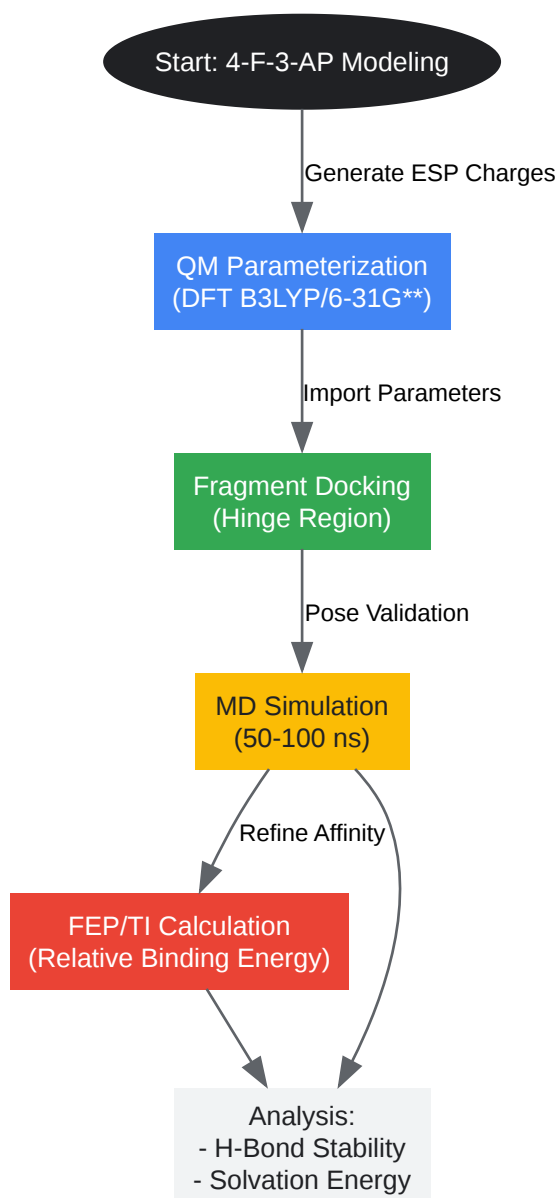 Start: 4-F-3-AP Modeling
Generate ESP Charges
QM Parameterization
(DFT B3LYP/6-31G**)
Import Parameters
Fragment Docking
(Hinge Region)
Pose Validation
MD Simulation
(50-100 ns)
Refine Affinity
FEP/TI Calculation
(Relative Binding Energy)
Analysis:
- H-Bond Stability
- Solvation Energy